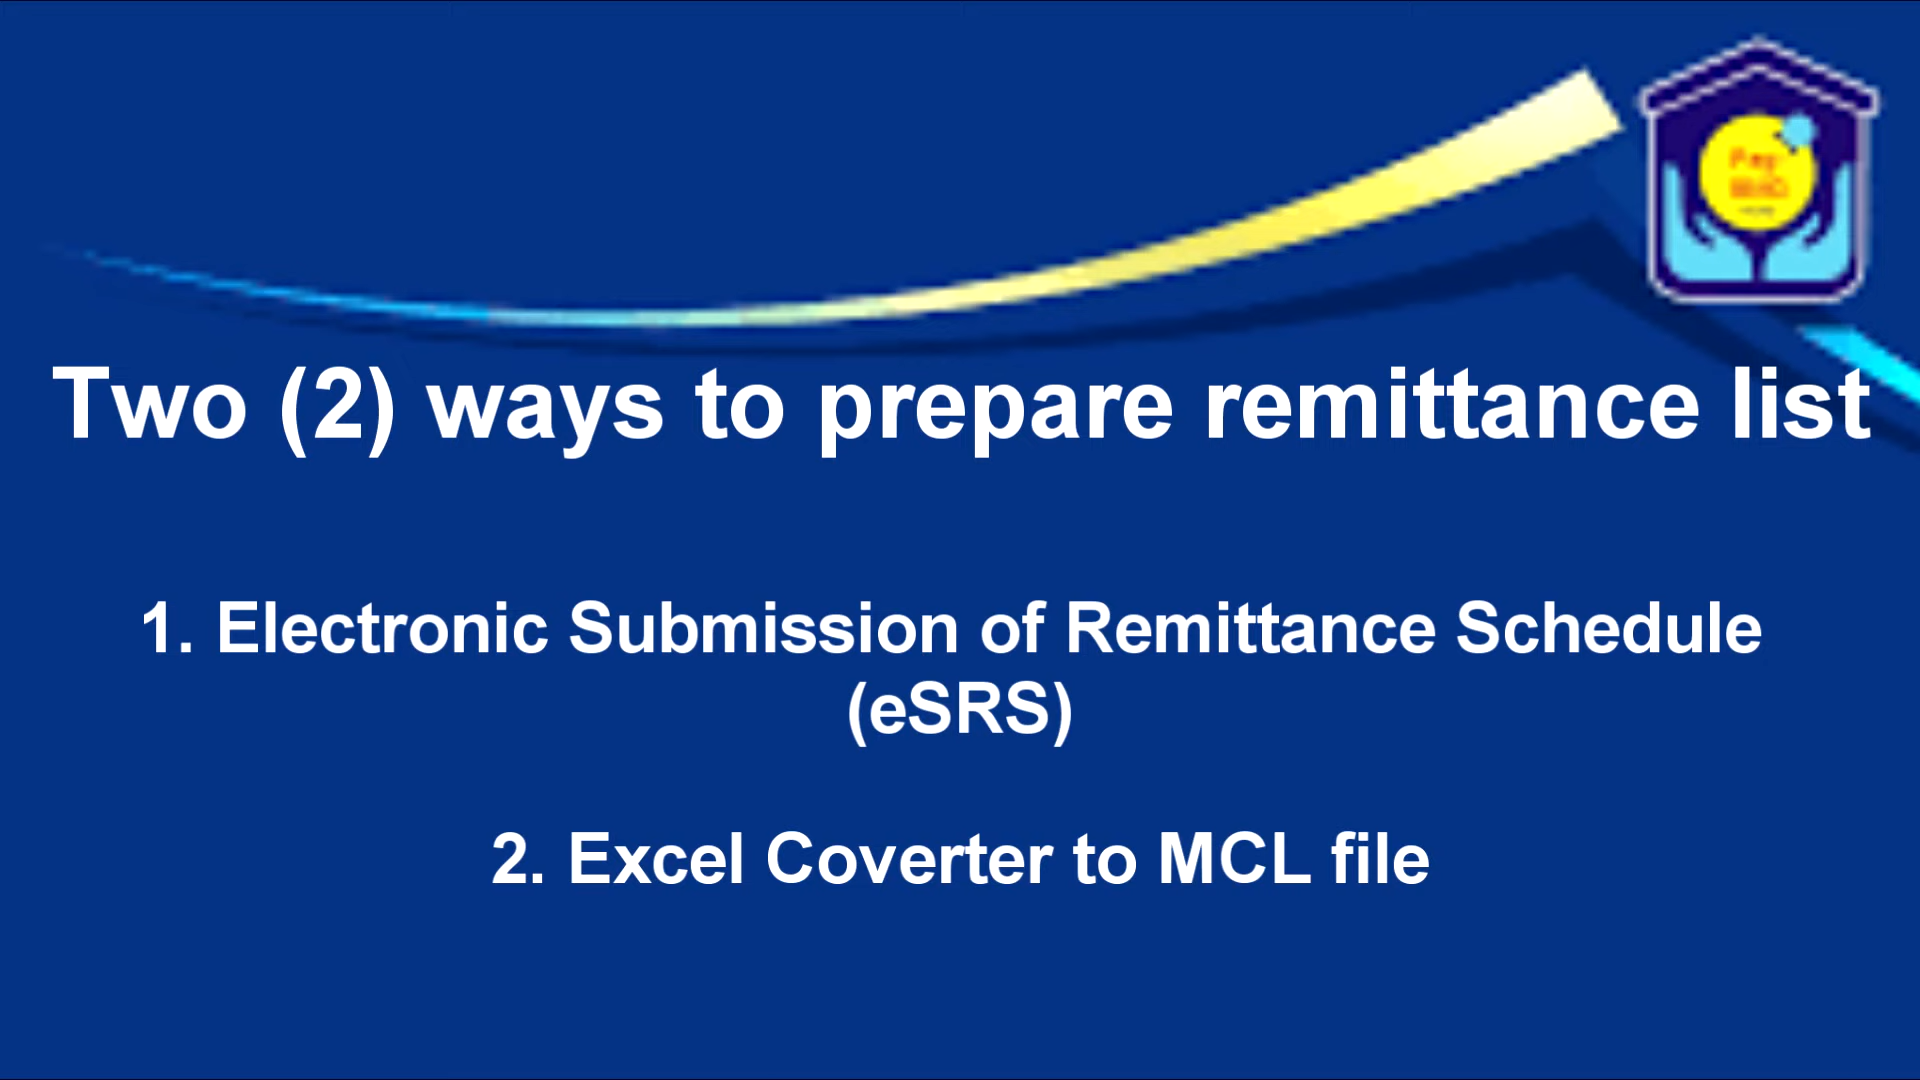 Two (2) ways to prepare remittance list
1. Electronic Submission of Remittance Schedule
(eSRS)
2. Excel Coverter to MCL file